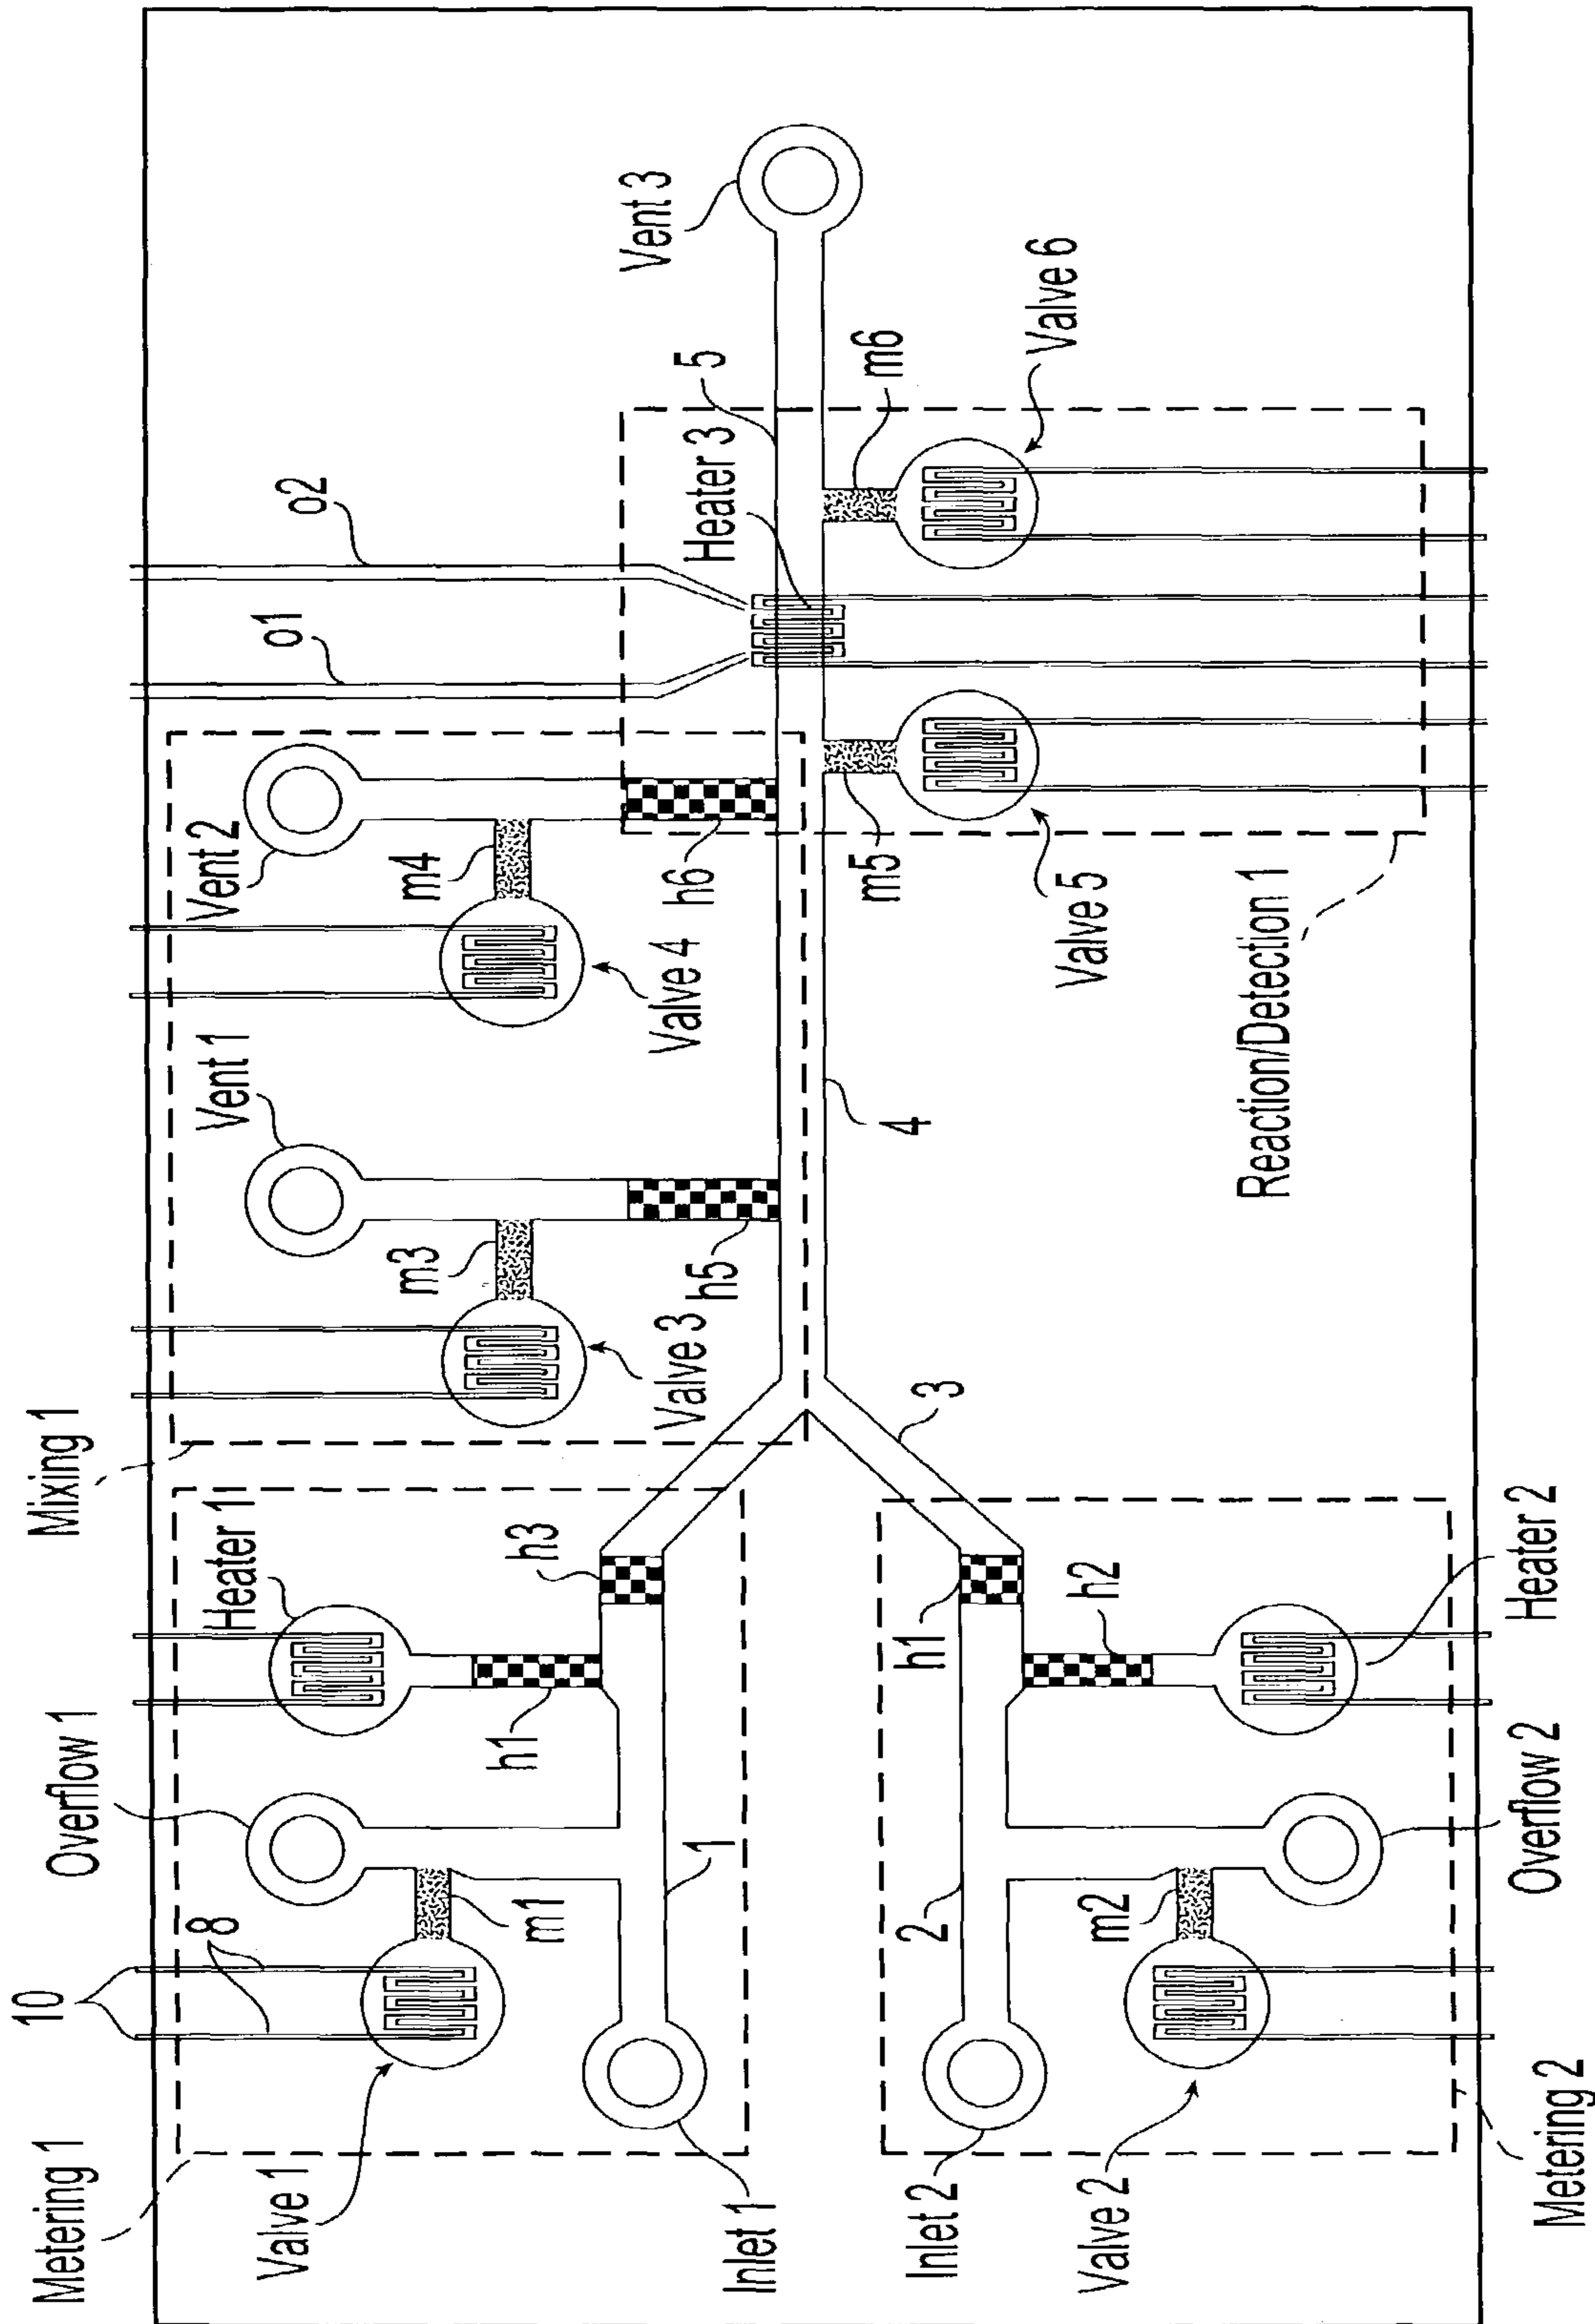 Metering 1
Valve 1
Inlet 1
10
8
m1
1
Overflow 1
h1
Heater 1
h3
Mixing 1
Valve 3
m3
h5
Vent 1
Valve 4
m4
h6
Vent 2
o1
o2
Heater 3
5
Vent 3
m6
Valve 6
m5
Valve 5
Reaction/Detection 1
4
3
h1
h2
Heater 2
Overflow 2
2
m2
Inlet 2
Valve 2
Metering 2